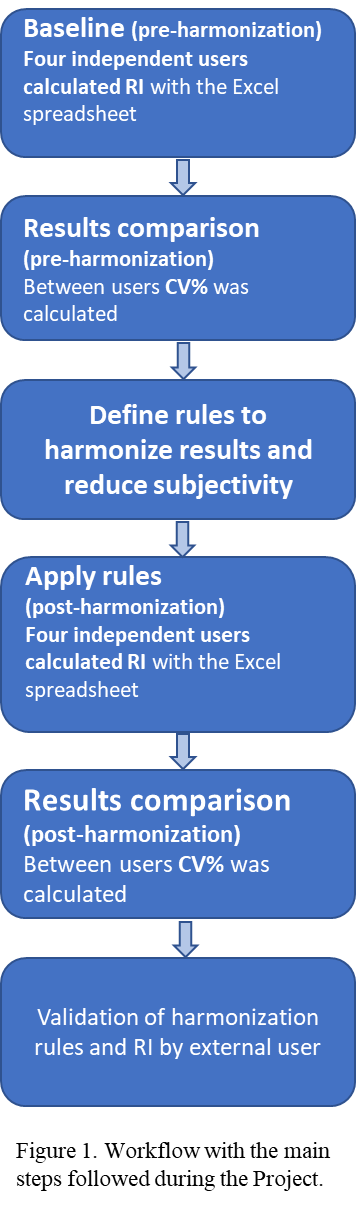 Baseline (pre-harmonization)
Four independent users
calculated RI with the Excel
spreadsheet
Results comparison
(pre-harmonization)
Between users CV% was
calculated
Define rules to
harmonize results and
reduce subjectivity
Apply rules
(post-harmonization)
Four independent users
calculated RI with the Excel
spreadsheet
Results comparison
(post-harmonization)
Between users CV% was
calculated
Validation of harmonization
rules and RI by external user
Figure 1. Workflow with the main
steps followed during the Project.